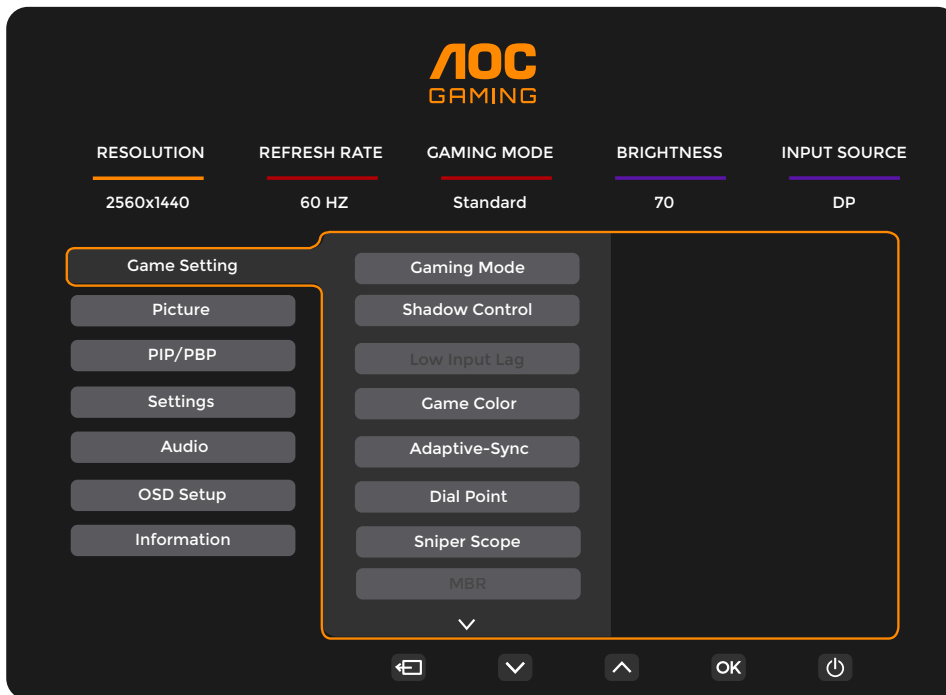 AOC
GAMING
RESOLUTION REFRESH RATE GAMING MODE BRIGHTNESS INPUT SOURCE
2560x1440 60 HZ Standard 70 DP
Game Setting
Picture
PIP/PBP
Settings
Audio
OSD Setup
Information
Gaming Mode
Shadow Control
Low Input Lag
Game Color
Adaptive-Sync
Dial Point
Sniper Scope
MBR
OK